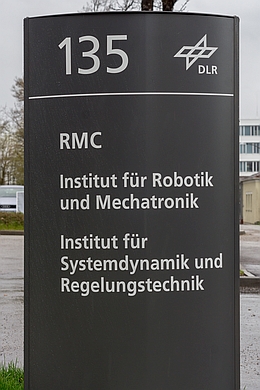 135
DLR
RMC
Institut für Robotik
und Mechatronik
Institut für
Systemdynamik und
Regelungstechnik